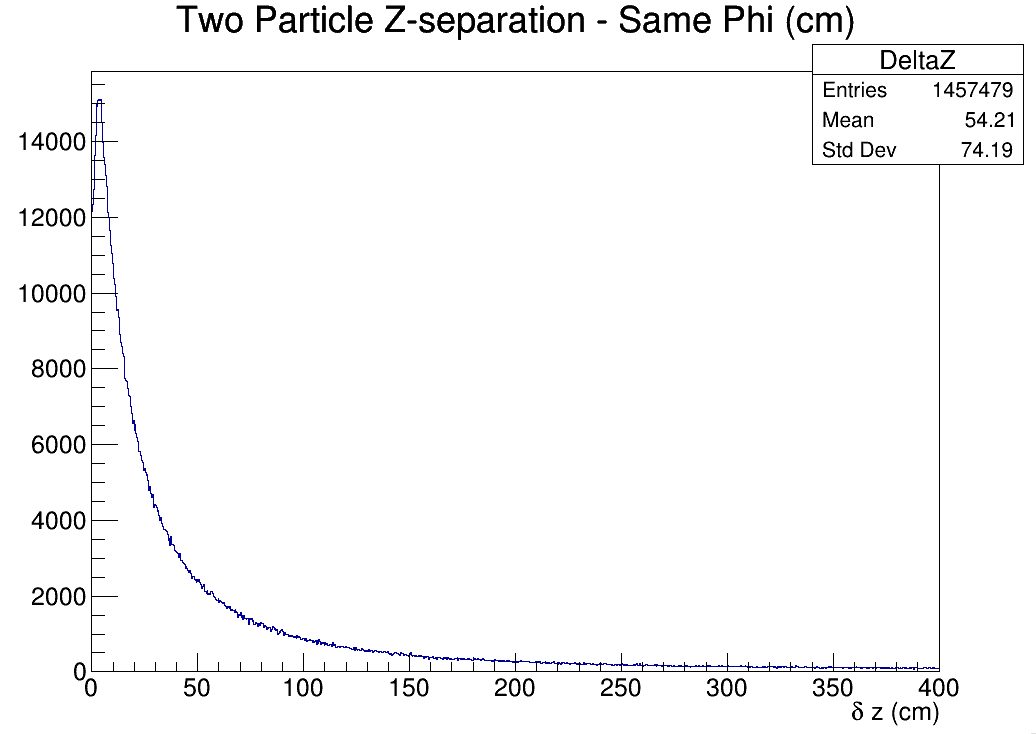 Two Particle Z-separation - Same Phi (cm)
DeltaZ
Entries 1457479
Mean 54.21
Std Dev 74.19
14000
12000
10000
8000
6000
4000
2000
0
0 50 100 150 200 250 300 350 400
δ z (cm)